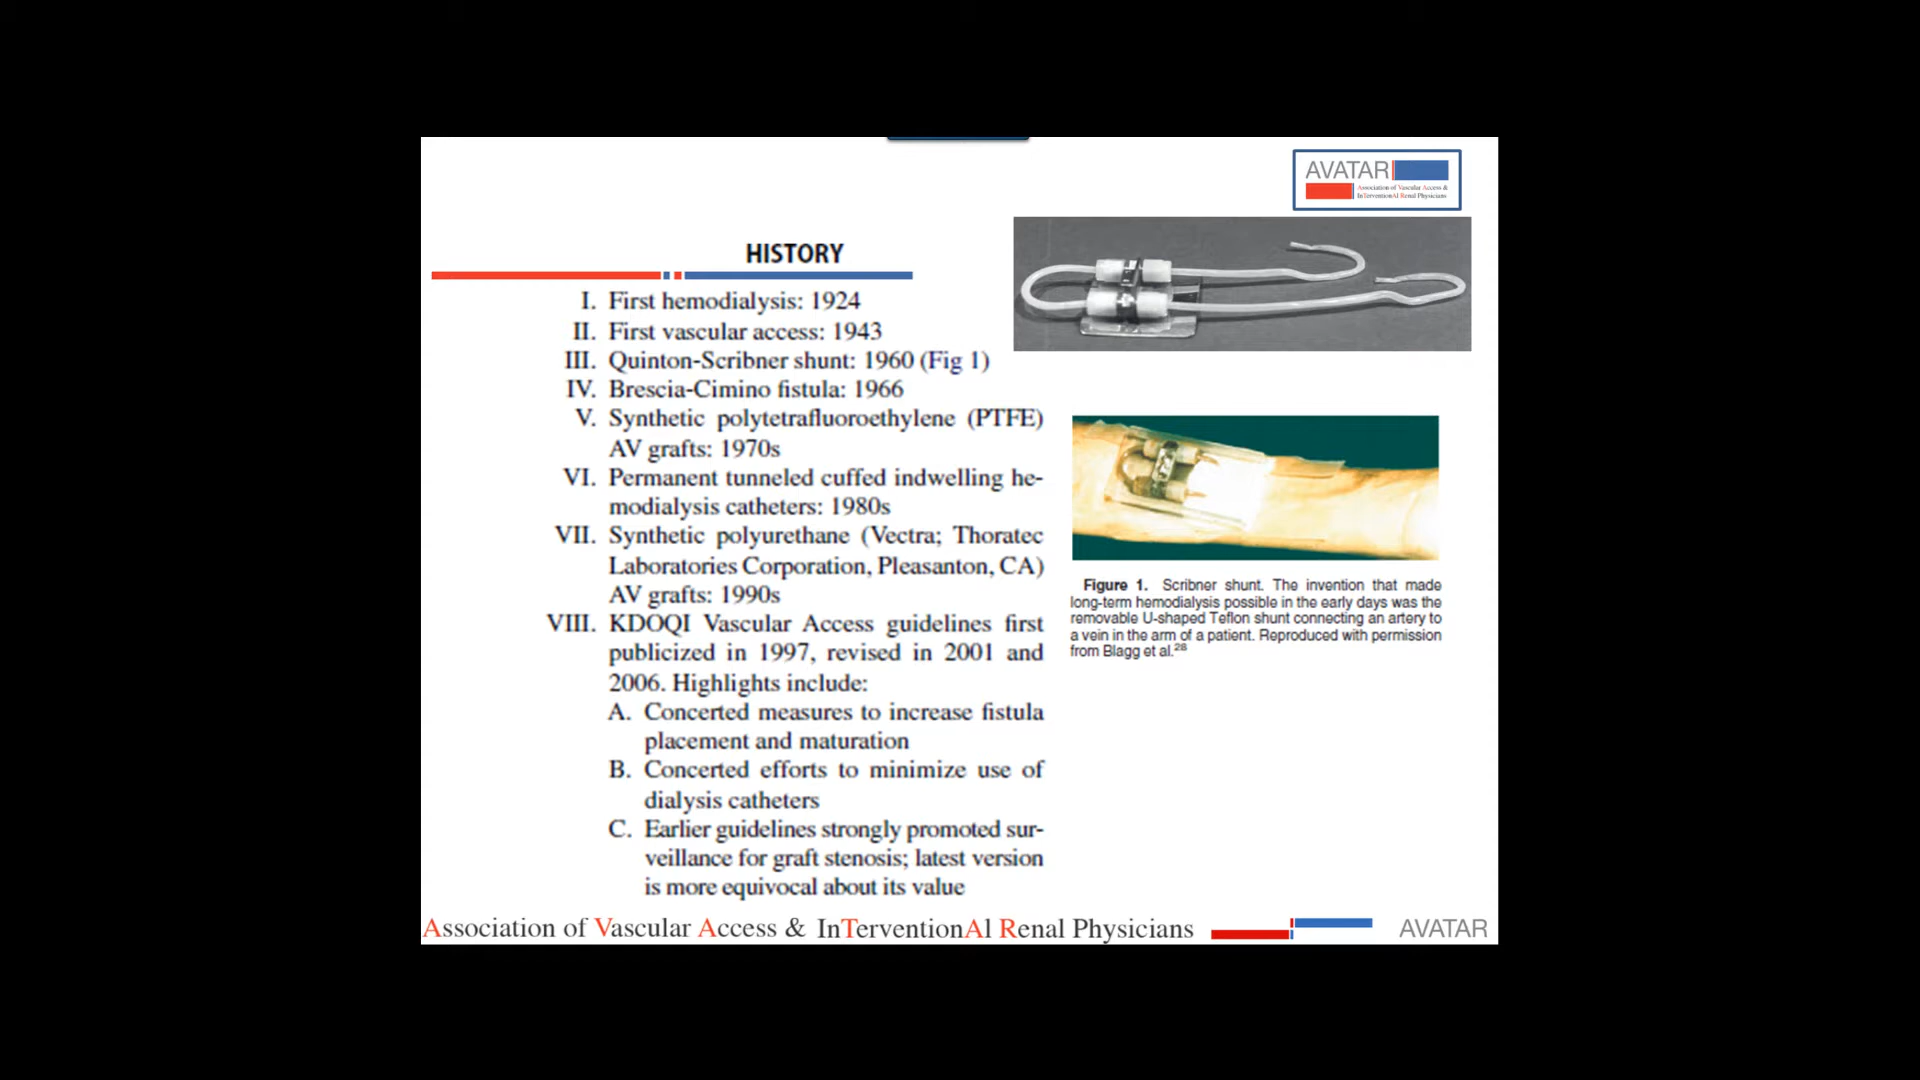 AVATAR
Association of Vascular Access &
InTerventionAl Renal Physicians
HISTORY
I. First hemodialysis: 1924
II. First vascular access: 1943
III. Quinton-Scribner shunt: 1960 (Fig 1)
IV. Brescia-Cimino fistula: 1966
V. Synthetic polytetrafluoroethylene (PTFE)
AV grafts: 1970s
VI. Permanent tunneled cuffed indwelling he-
modialysis catheters: 1980s
VII. Synthetic polyurethane (Vectra; Thoratec
Laboratories Corporation, Pleasanton, CA)
AV grafts: 1990s
VIII. KDOQI Vascular Access guidelines first
publicized in 1997, revised in 2001 and
2006. Highlights include:
A. Concerted measures to increase fistula
placement and maturation
B. Concerted efforts to minimize use of
dialysis catheters
C. Earlier guidelines strongly promoted sur-
veillance for graft stenosis; latest version
is more equivocal about its value
Figure 1. Scribner shunt. The invention that made
long-term hemodialysis possible in the early days was the
removable U-shaped Teflon shunt connecting an artery to
a vein in the arm of a patient. Reproduced with permission
from Blagg et al.28
Association of Vascular Access & InTerventionAl Renal Physicians
AVATAR